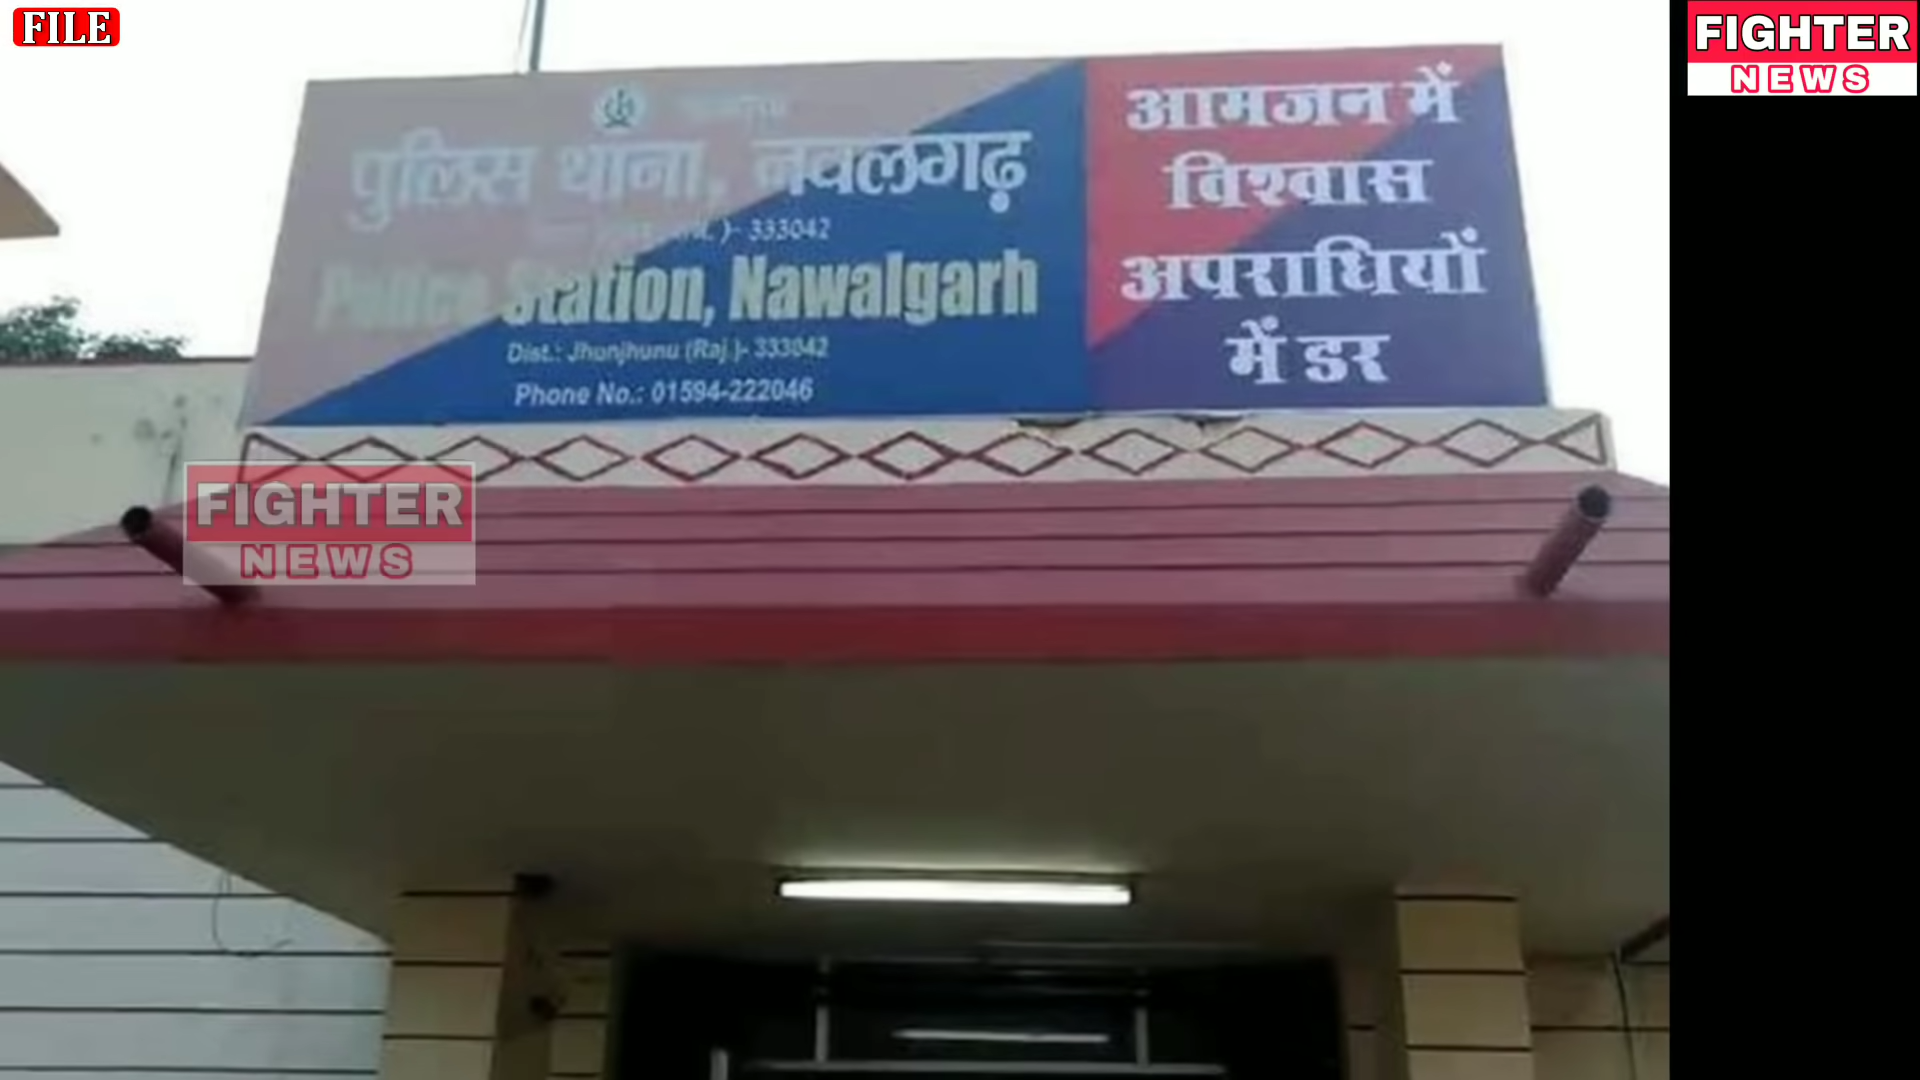 FILE
FIGHTER
NEWS
पुलिस थाना, नवलगढ़
)- 333042
Police Station, Nawalgarh
Dist.: Jhunjhunu (Raj.)- 333042
Phone No.: 01594-222046
आमजन में
विश्वास
अपराधियों
में डर
FIGHTER
NEWS